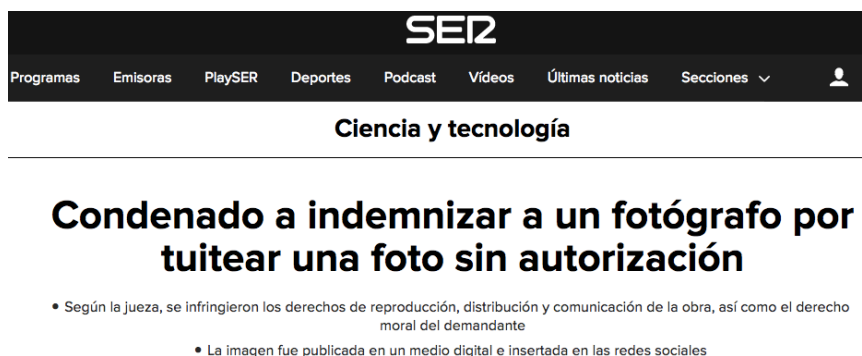 SER
Programas Emisoras PlaySER Deportes Podcast Vídeos Últimas noticias Secciones
Ciencia y tecnología
Condenado a indemnizar a un fotógrafo por
tuitear una foto sin autorización
• Según la jueza, se infringieron los derechos de reproducción, distribución y comunicación de la obra, así como el derecho
moral del demandante
• La imagen fue publicada en un medio digital e insertada en las redes sociales